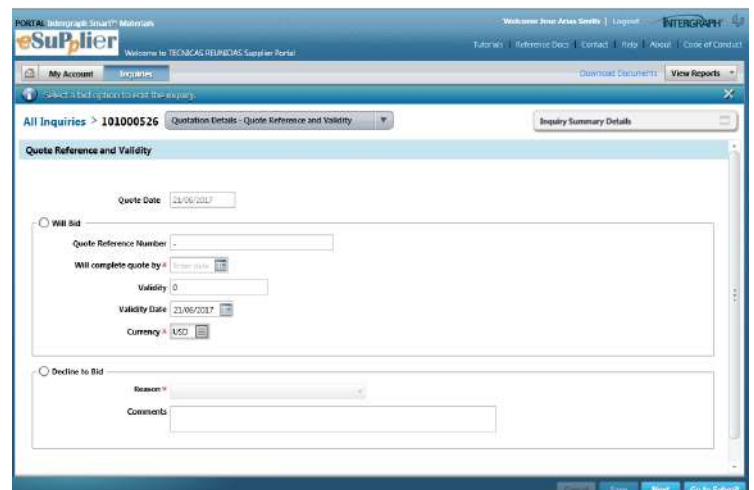 PORTAL Intergraph Smart™ Materials
Welcome Jose Arias Smith | Logout
INTERGRAPH
eSuPplier
Welcome to TECNICAS REUNIDAS Supplier Portal
Tutorials | Reference Docs | Contact | Help | About | Code of Conduct
My Account
Inquiries
Download Documents
View Reports
Select a bid option to edit the inquiry.
All Inquiries > 101000526
Quotation Details - Quote Reference and Validity
Inquiry Summary Details
Quote Reference and Validity
Quote Date 21/06/2017
Will Bid
Quote Reference Number -
Will complete quote by * Enter date
Validity 0
Validity Date 21/06/2017
Currency * USD
Decline to Bid
Reason *
Comments
Cancel Save Next Go to Submit